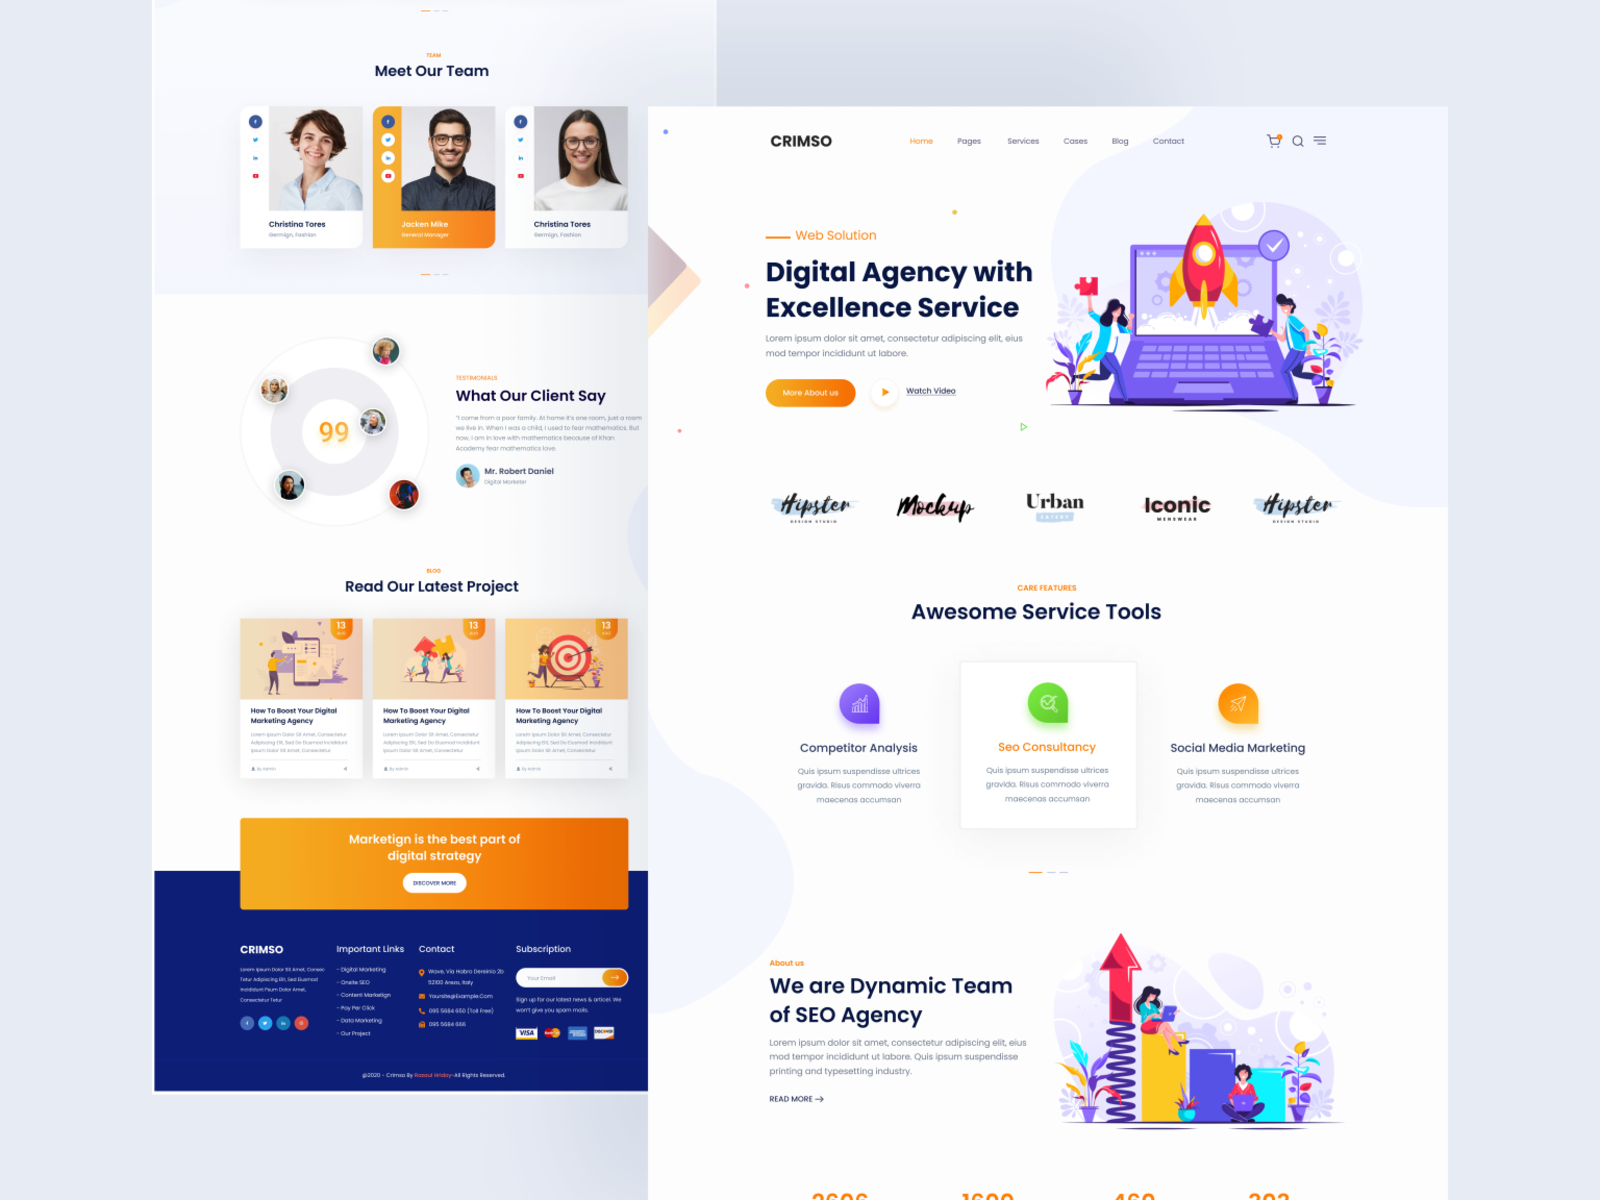 TEAM
Meet Our Team
Christina Tores
Germign, Fashion
Jacken Mike
General Manager
Christina Tores
Germign, Fashion
99
TESTIMONIALS
What Our Client Say
"I come from a poor family. At home it's one room, just a room
we live in. When I was a child, I used to fear mathematics. But
now, I am in love with mathematics because of Khan
Academy fear mathematics love.
Mr. Robert Daniel
Digital Marketer
BLOG
Read Our Latest Project
13
AUG
13
AUG
13
AUG
How To Boost Your Digital
Marketing Agency
Lorem Ipsum Dolor Sit Amet, Consectetur
Adipiscing Elit, Sed Do Eusmod Incididunt
Ipsum Dolor Sit Amet, Consectetur
By Admin
How To Boost Your Digital
Marketing Agency
Lorem Ipsum Dolor Sit Amet, Consectetur
Adipiscing Elit, Sed Do Eusmod Incididunt
Ipsum Dolor Sit Amet, Consectetur
By Admin
How To Boost Your Digital
Marketing Agency
Lorem Ipsum Dolor Sit Amet, Consectetur
Adipiscing Elit, Sed Do Eusmod Incididunt
Ipsum Dolor Sit Amet, Consectetur
By Admin
Marketign is the best part of
digital strategy
DISCOVER MORE
CRIMSO
Lorem Ipsum Dolor Sit Amet, Consec
Tetur Adipiscing Elit, Sed Eiusmod
Incididunt Psum Dolor Amet,
Consectetur Tetur
Important Links
- Digital Marketing
- Onsite SEO
- Content Marketign
- Pay Per Click
- Data Marketing
- Our Project
Contact
Wave, Via Habro Dereinio 2b
52100 Areso, Italy
Yoursite@Example.Com
095 5684 650 (Toll Free)
095 5684 666
Subscription
Your Email
Sign up for our latest news & articel. We
won't give you spam mails.
VISA
DISCOVER
@2020 - Crimso By Rezaul Hridoy-All Rights Reserved.
CRIMSO
Home
Pages
Services
Cases
Blog
Contact
Web Solution
Digital Agency with
Excellence Service
Lorem ipsum dolor sit amet, consectetur adipiscing elit, eius
mod tempor incididunt ut labore.
More About us
Watch Video
Hipster
DESIGN STUDIO
Mockup
Urban
Iconic
MENSWEAR
Hipster
DESIGN STUDIO
CARE FEATURES
Awesome Service Tools
Competitor Analysis
Quis ipsum suspendisse ultrices
gravida. Risus commodo viverra
maecenas accumsan
Seo Consultancy
Quis ipsum suspendisse ultrices
gravida. Risus commodo viverra
maecenas accumsan
Social Media Marketing
Quis ipsum suspendisse ultrices
gravida. Risus commodo viverra
maecenas accumsan
About us
We are Dynamic Team
of SEO Agency
Lorem ipsum dolor sit amet, consectetur adipiscing elit, eius
mod tempor incididunt ut labore. Quis ipsum suspendisse
printing and typesetting industry.
READ MORE
2606
1600
460
302